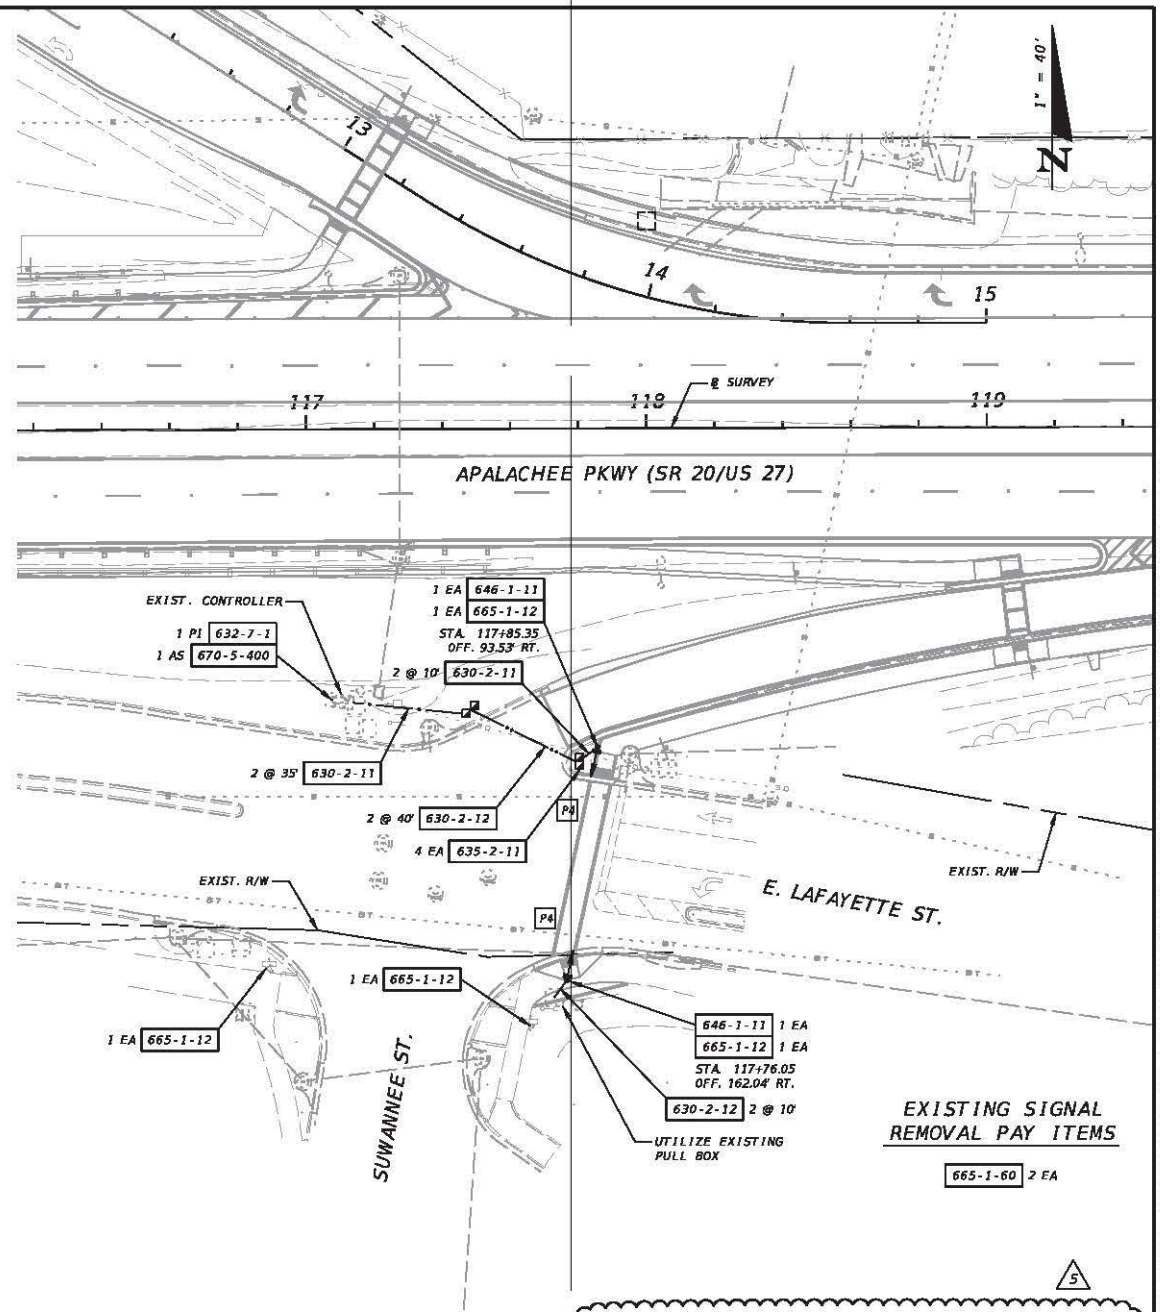 1" = 40'
N
13
14
15
℄ SURVEY
117
118
119
APALACHEE PKWY (SR 20/US 27)
EXIST. CONTROLLER
1 PI 632-7-1
1 AS 670-5-400
1 EA 646-1-11
1 EA 665-1-12
STA. 117+85.35
OFF. 93.53' RT.
2 @ 10' 630-2-11
2 @ 35' 630-2-11
2 @ 40' 630-2-12
4 EA 635-2-11
P4
EXIST. R/W
EXIST. R/W
E. LAFAYETTE ST.
P4
1 EA 665-1-12
1 EA 665-1-12
SUWANNEE ST.
646-1-11 1 EA
665-1-12 1 EA
STA. 117+76.05
OFF. 162.04' RT.
630-2-12 2 @ 10'
UTILIZE EXISTING
PULL BOX
EXISTING SIGNAL
REMOVAL PAY ITEMS
665-1-60 2 EA
5